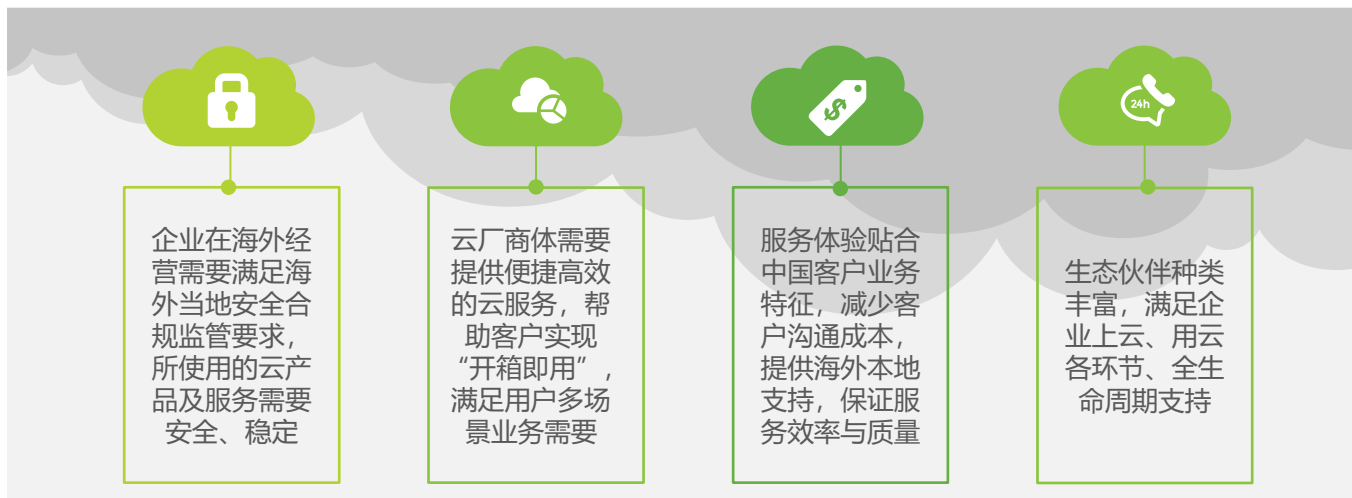 24h
企业在海外经
营需要满足海
外当地安全合
规监管要求，
所使用的云产
品及服务需要
安全、稳定
云厂商体需要
提供便捷高效
的云服务，帮
助客户实现
“开箱即用”，
满足用户多场
景业务需要
服务体验贴合
中国客户业务
特征，减少客
户沟通成本，
提供海外本地
支持，保证服
务效率与质量
生态伙伴种类
丰富，满足企
业上云、用云
各环节、全生
命周期支持